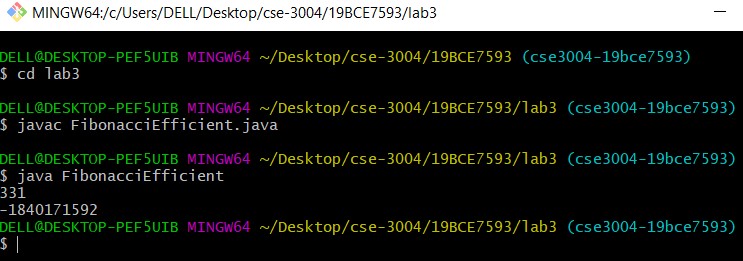 MINGW64:/c/Users/DELL/Desktop/cse-3004/19BCE7593/lab3
DELL@DESKTOP-PEF5UIB MINGW64 ~/Desktop/cse-3004/19BCE7593 (cse3004-19bce7593)
$ cd lab3
DELL@DESKTOP-PEF5UIB MINGW64 ~/Desktop/cse-3004/19BCE7593/lab3 (cse3004-19bce7593)
$ javac FibonacciEfficient.java
DELL@DESKTOP-PEF5UIB MINGW64 ~/Desktop/cse-3004/19BCE7593/lab3 (cse3004-19bce7593)
$ java FibonacciEfficient
331
-1840171592
DELL@DESKTOP-PEF5UIB MINGW64 ~/Desktop/cse-3004/19BCE7593/lab3 (cse3004-19bce7593)
$